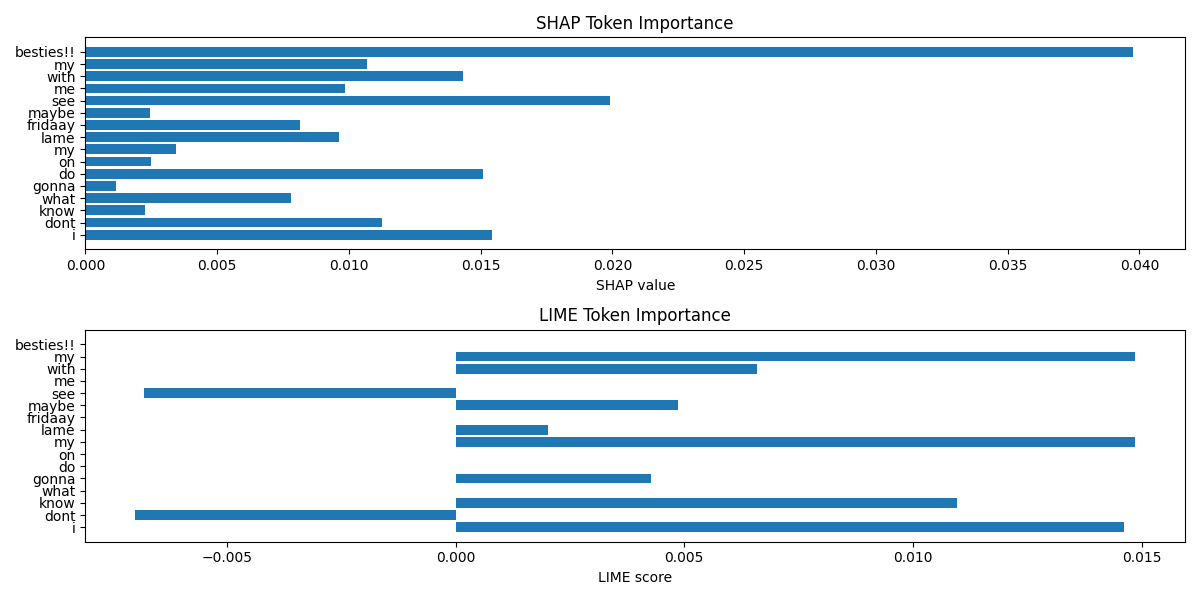 SHAP Token Importance
besties!!
my
with
me
see
maybe
fridaay
lame
my
on
do
gonna
what
know
dont
i
0.000 0.005 0.010 0.015 0.020 0.025 0.030 0.035 0.040
SHAP value
LIME Token Importance
besties!!
my
with
me
see
maybe
fridaay
lame
my
on
do
gonna
what
know
dont
i
−0.005 0.000 0.005 0.010 0.015
LIME score